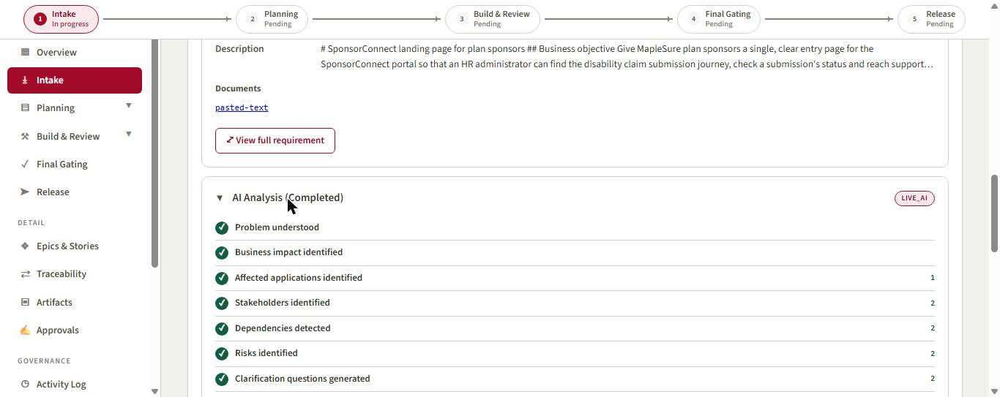 1 Intake In progress
2 Planning Pending
3 Build & Review Pending
4 Final Gating Pending
5 Release Pending
Overview
Intake
Planning
Build & Review
Final Gating
Release
DETAIL
Epics & Stories
Traceability
Artifacts
Approvals
GOVERNANCE
Activity Log
Description
# SponsorConnect landing page for plan sponsors ## Business objective Give MapleSure plan sponsors a single, clear entry page for the
SponsorConnect portal so that an HR administrator can find the disability claim submission journey, check a submission's status and reach support…
Documents
pasted-text
View full requirement
AI Analysis (Completed)
LIVE_AI
Problem understood
Business impact identified
Affected applications identified 1
Stakeholders identified 2
Dependencies detected 2
Risks identified 2
Clarification questions generated 2